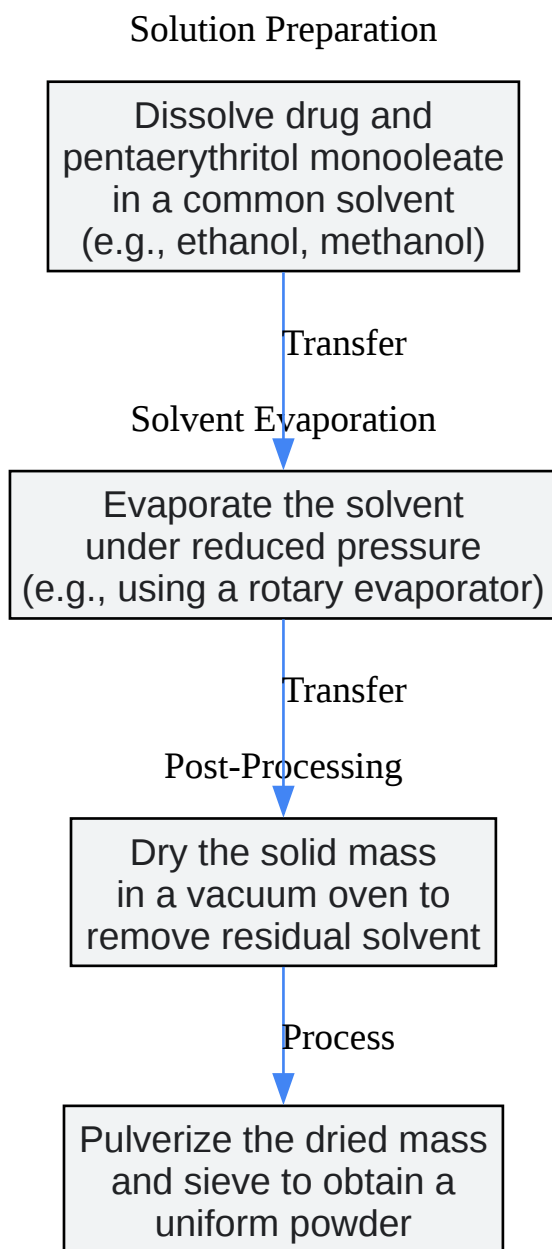 Solution Preparation
Dissolve drug and
pentaerythritol monooleate
in a common solvent
(e.g., ethanol, methanol)
Transfer
Solvent Evaporation
Evaporate the solvent
under reduced pressure
(e.g., using a rotary evaporator)
Transfer
Post-Processing
Dry the solid mass
in a vacuum oven to
remove residual solvent
Process
Pulverize the dried mass
and sieve to obtain a
uniform powder